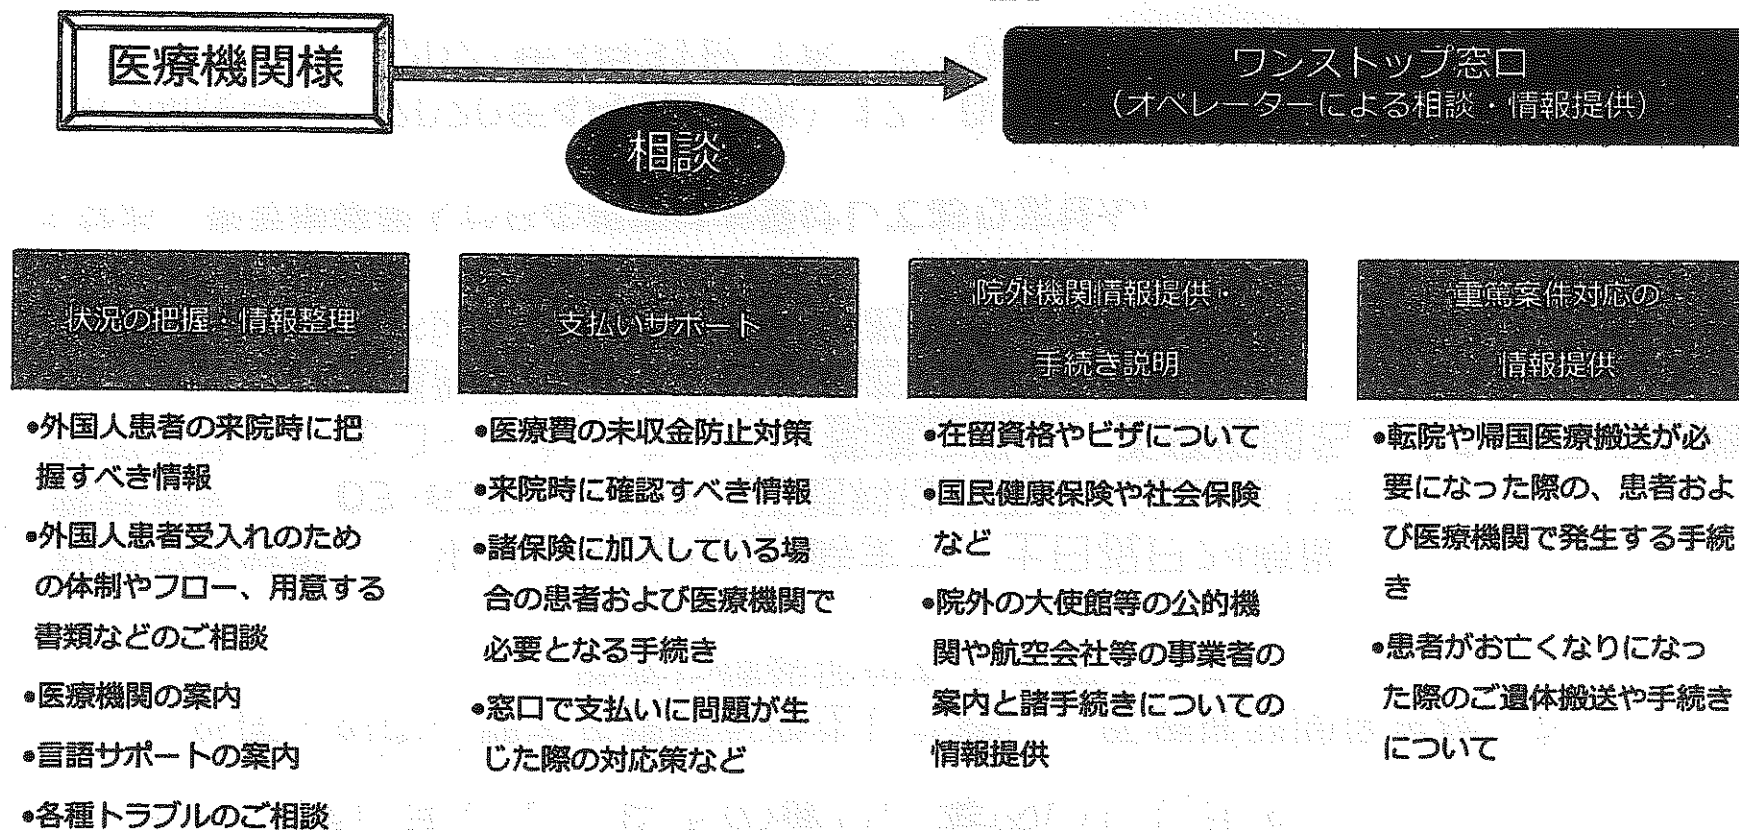 医療機関様
ワンストップ窓口
（オペレーターによる相談・情報提供）
相談
状況の把握・情報整理
•外国人患者の来院時に把
握すべき情報
•外国人患者受入れのため
の体制やフロー、用意する
書類などのご相談
•医療機関の案内
•言語サポートの案内
•各種トラブルのご相談
支払いサポート
•医療費の未収金防止対策
•来院時に確認すべき情報
•諸保険に加入している場
合の患者および医療機関で
必要となる手続き
•窓口で支払いに問題が生
じた際の対応策など
院外機関情報提供・
手続き説明
•在留資格やビザについて
•国民健康保険や社会保険
など
•院外の大使館等の公的機
関や航空会社等の事業者の
案内と諸手続きについての
情報提供
重篤案件対応の
情報提供
•転院や帰国医療搬送が必
要になった際の、患者およ
び医療機関で発生する手続
き
•患者がお亡くなりになっ
た際のご遺体搬送や手続き
について